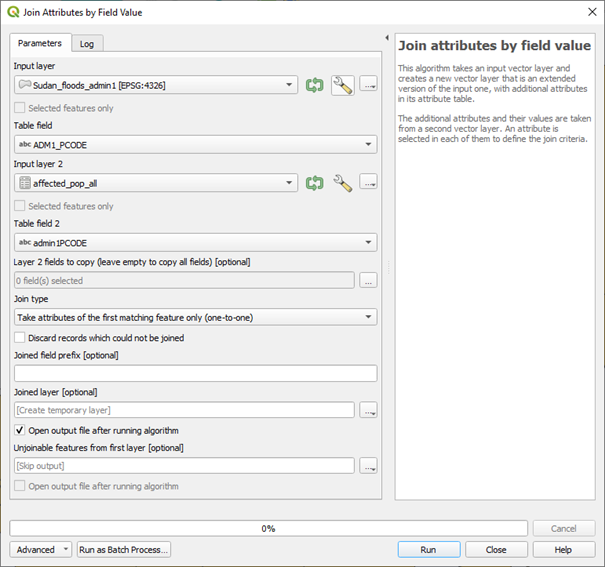 Join Attributes by Field Value
Parameters
Log
Input layer
Sudan_floods_admin1 [EPSG:4326]
...
Selected features only
Table field
abc ADM1_PCODE
Input layer 2
affected_pop_all
...
Selected features only
Table field 2
abc admin1PCODE
Layer 2 fields to copy (leave empty to copy all fields) [optional]
0 field(s) selected
...
Join type
Take attributes of the first matching feature only (one-to-one)
Discard records which could not be joined
Joined field prefix [optional]
Joined layer [optional]
[Create temporary layer]
...
Open output file after running algorithm
Unjoinable features from first layer [optional]
[Skip output]
...
Open output file after running algorithm
Join attributes by field value
This algorithm takes an input vector layer and
creates a new vector layer that is an extended
version of the input one, with additional attributes
in its attribute table.
The additional attributes and their values are taken
from a second vector layer. An attribute is
selected in each of them to define the join criteria.
0%
Cancel
Advanced
Run as Batch Process...
Run
Close
Help